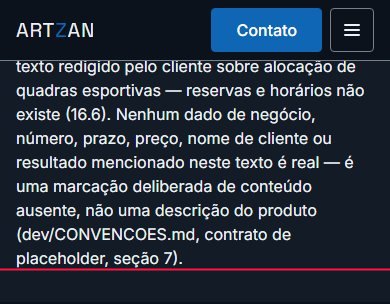 ARTZAN
Contato
texto redigido pelo cliente sobre alocação de
quadras esportivas — reservas e horários não
existe (16.6). Nenhum dado de negócio,
número, prazo, preço, nome de cliente ou
resultado mencionado neste texto é real — é
uma marcação deliberada de conteúdo
ausente, não uma descrição do produto
(dev/CONVENCOES.md, contrato de
placeholder, seção 7).